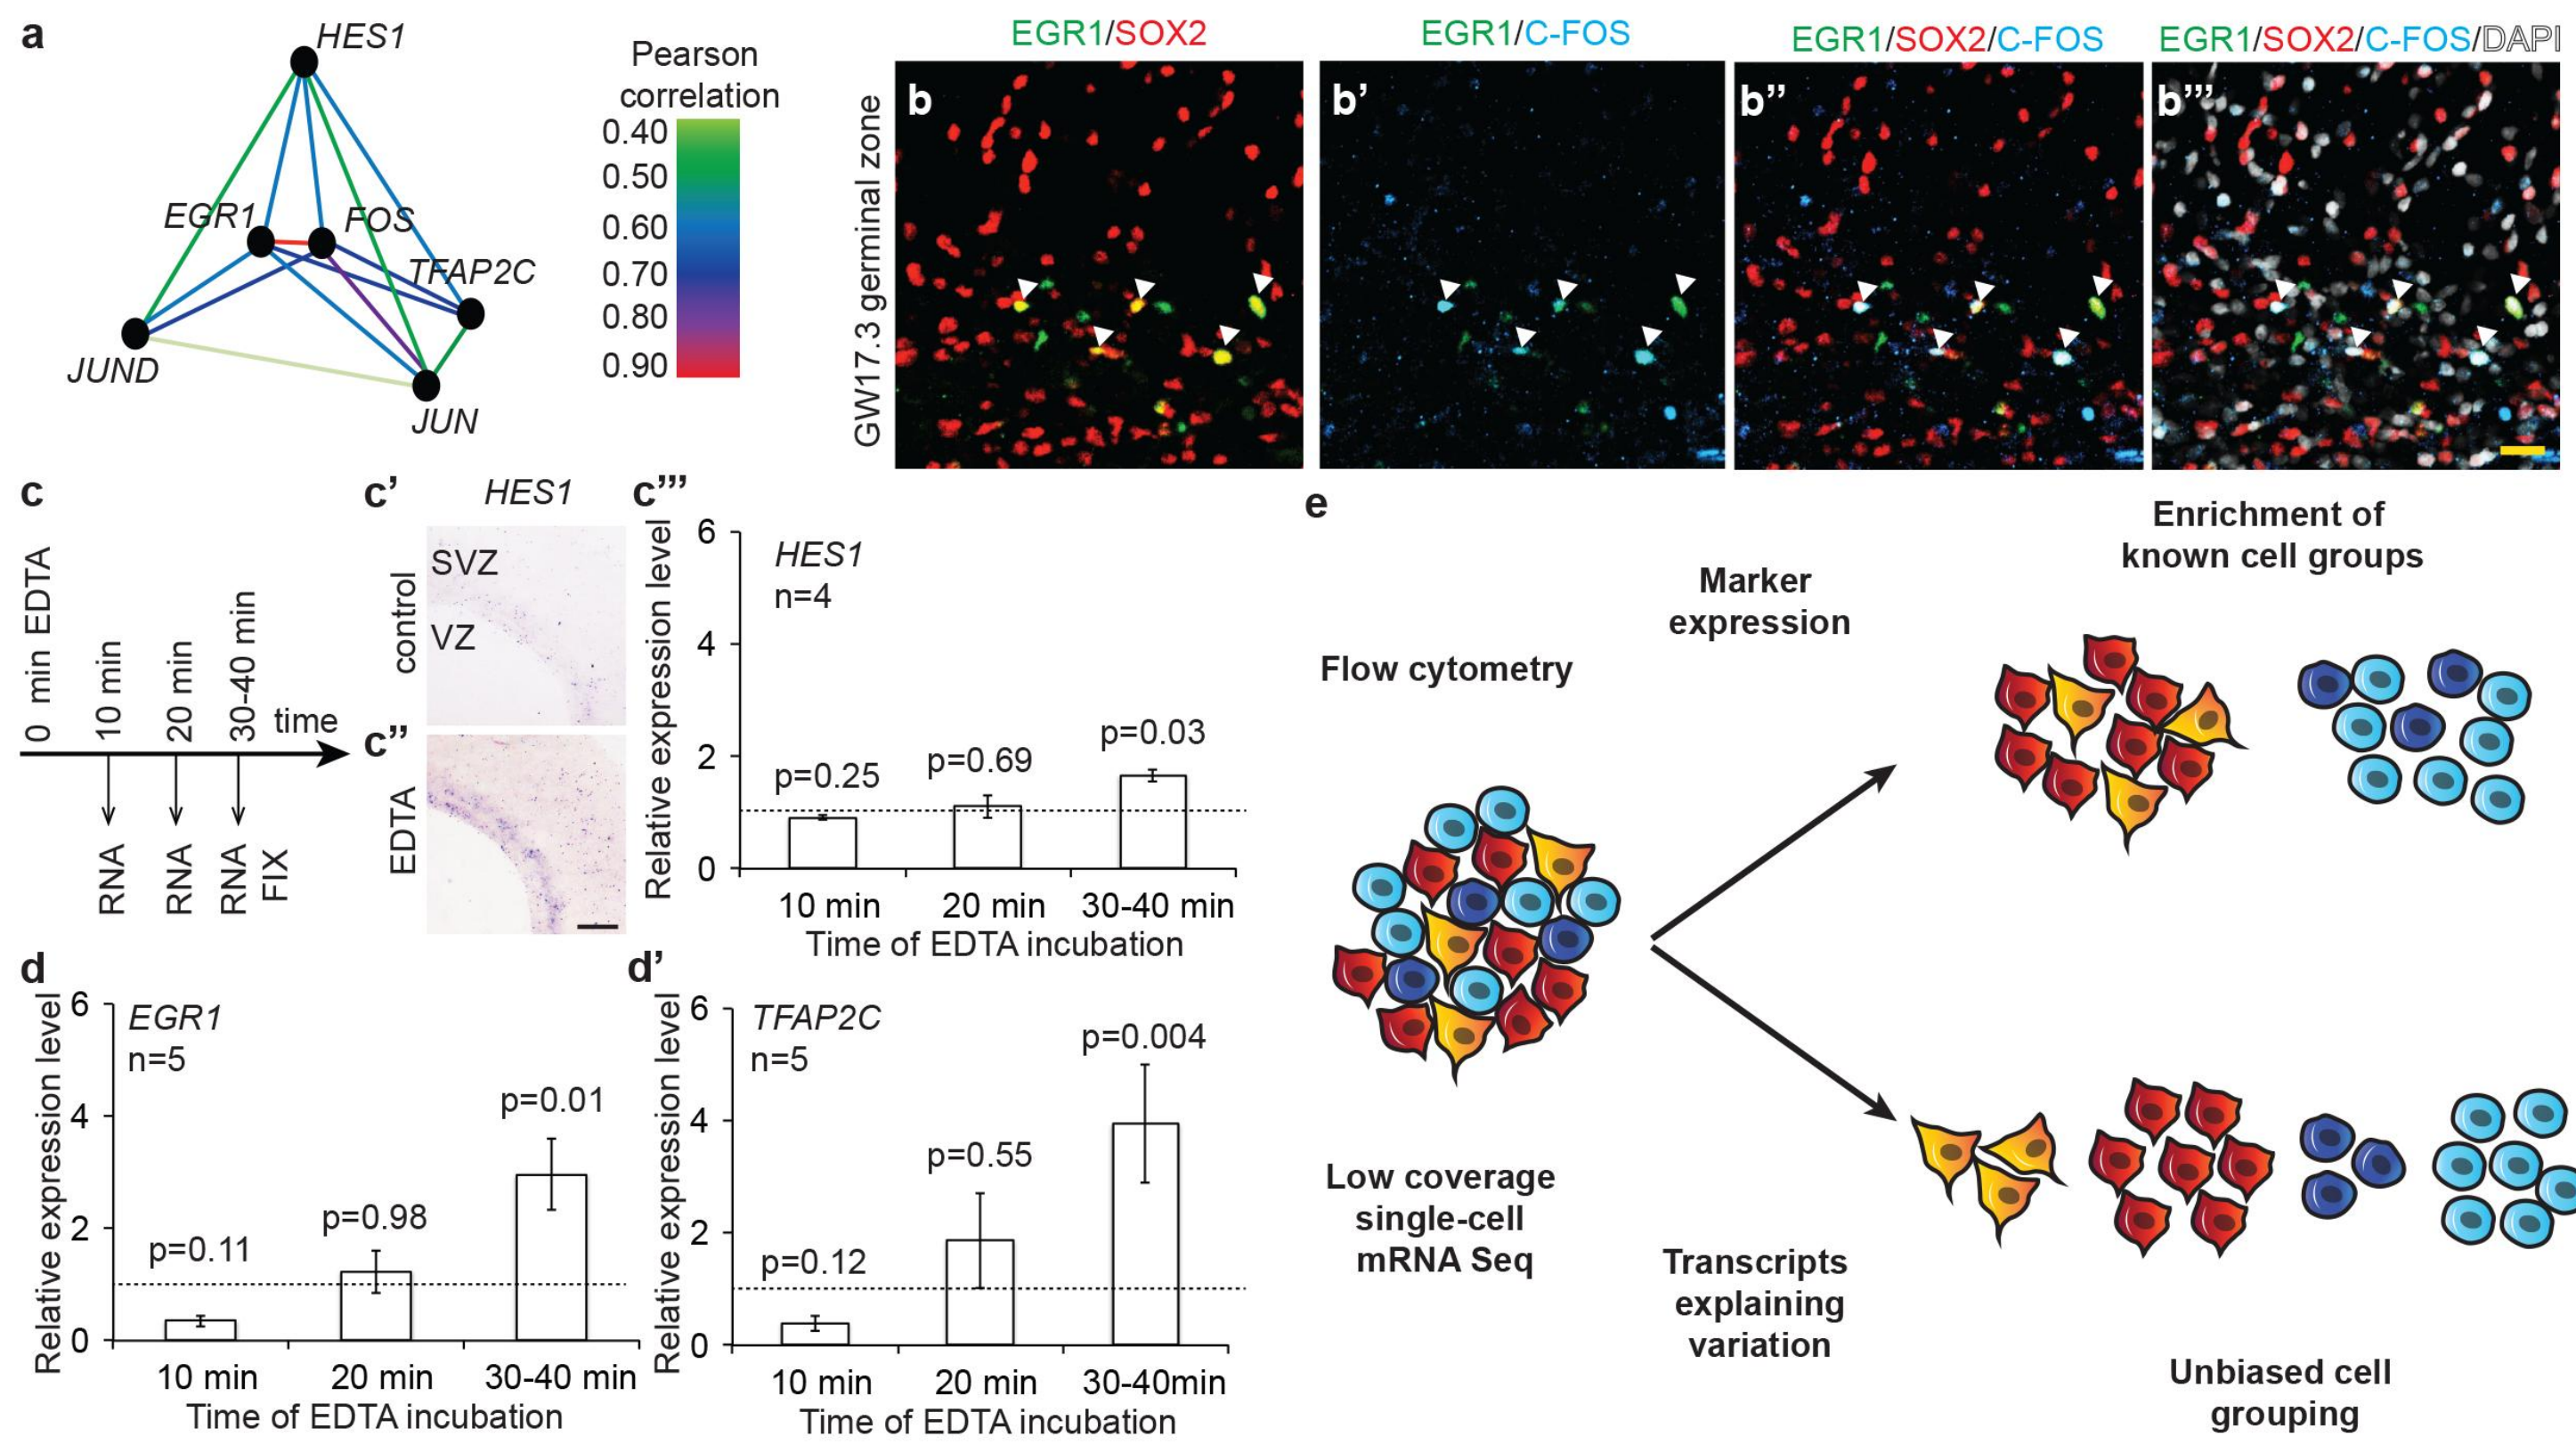 a
HES1
EGR1
FOS
TFAP2C
JUND
JUN
Pearson
correlation
0.40
0.50
0.60
0.70
0.80
0.90
GW17.3 germinal zone
EGR1/SOX2
b
EGR1/C-FOS
b’
EGR1/SOX2/C-FOS
b’’
EGR1/SOX2/C-FOS/DAPI
b’’’
c
0 min EDTA
10 min
20 min
30-40 min
time
RNA
RNA
RNA
FIX
c’
HES1
control
SVZ
VZ
c’’
EDTA
c’’’
Relative expression level
6
4
2
0
HES1
n=4
p=0.25
p=0.69
p=0.03
10 min
20 min
30-40 min
Time of EDTA incubation
d
Relative expression level
6
4
2
0
EGR1
n=5
p=0.11
p=0.98
p=0.01
10 min
20 min
30-40 min
Time of EDTA incubation
d’
Relative expression level
6
4
2
0
TFAP2C
n=5
p=0.12
p=0.55
p=0.004
10 min
20 min
30-40min
Time of EDTA incubation
e
Flow cytometry
Marker
expression
Enrichment of
known cell groups
Low coverage
single-cell
mRNA Seq
Transcripts
explaining
variation
Unbiased cell
grouping